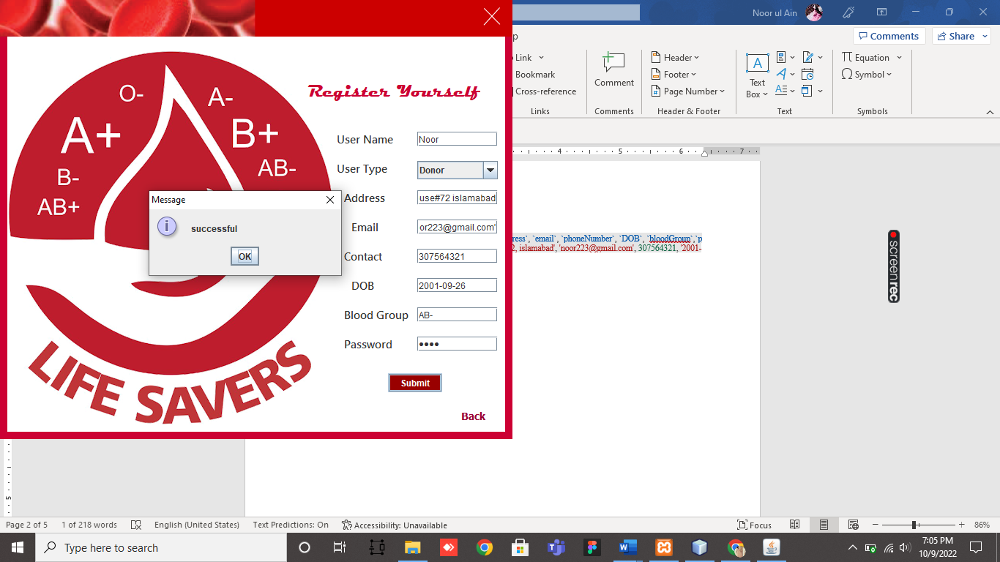 Noor ul Ain
Comments
Share
Link
Bookmark
Cross-reference
Links
Comment
Comments
Header
Footer
Page Number
Header & Footer
Text
Box
Text
Equation
Symbol
Symbols
4 5 6 7
O-
A-
A+
B+
B-
AB-
AB+
LIFE SAVERS
Register Yourself
User Name Noor
User Type Donor
Address use#72 islamabad
Email or223@gmail.com'
Contact 307564321
DOB 2001-09-26
Blood Group AB-
Password ••••
Submit
Back
Message
successful
OK
ress`, `email`, `phoneNumber`, `DOB`, `bloodGroup`,`p
2, islamabad', 'noor223@gmail.com', 307564321, '2001-
screenrec
5
Page 2 of 5 1 of 218 words English (United States) Text Predictions: On Accessibility: Unavailable Focus 86%
Type here to search
7:05 PM
10/9/2022